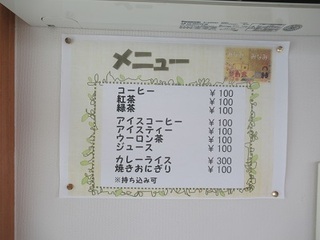 メニュー
コーヒー ￥100
紅茶 ￥100
緑茶 ￥100
アイスコーヒー ￥100
アイスティー ￥100
ウーロン茶 ￥100
ジュース ￥100
カレーライス ￥300
焼きおにぎり ￥100
※持ち込み可